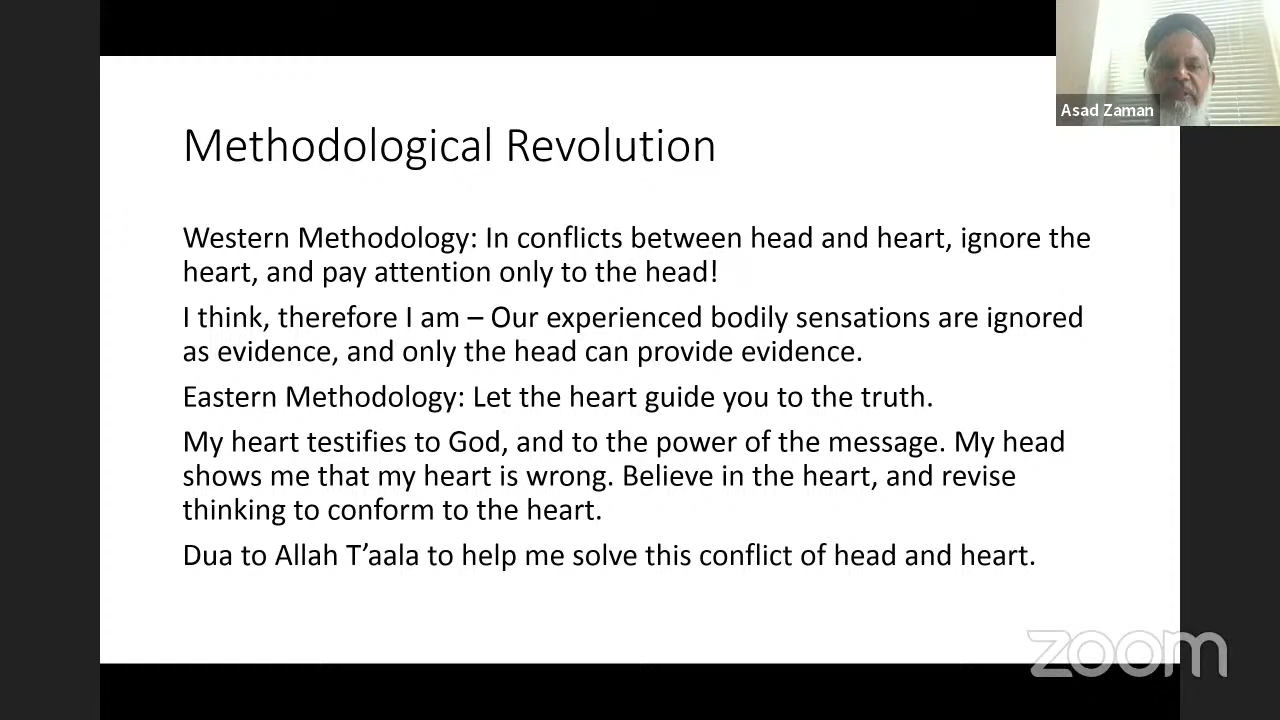 Asad Zaman
Methodological Revolution
Western Methodology: In conflicts between head and heart, ignore the
heart, and pay attention only to the head!
I think, therefore I am – Our experienced bodily sensations are ignored
as evidence, and only the head can provide evidence.
Eastern Methodology: Let the heart guide you to the truth.
My heart testifies to God, and to the power of the message. My head
shows me that my heart is wrong. Believe in the heart, and revise
thinking to conform to the heart.
Dua to Allah T’aala to help me solve this conflict of head and heart.
zoom